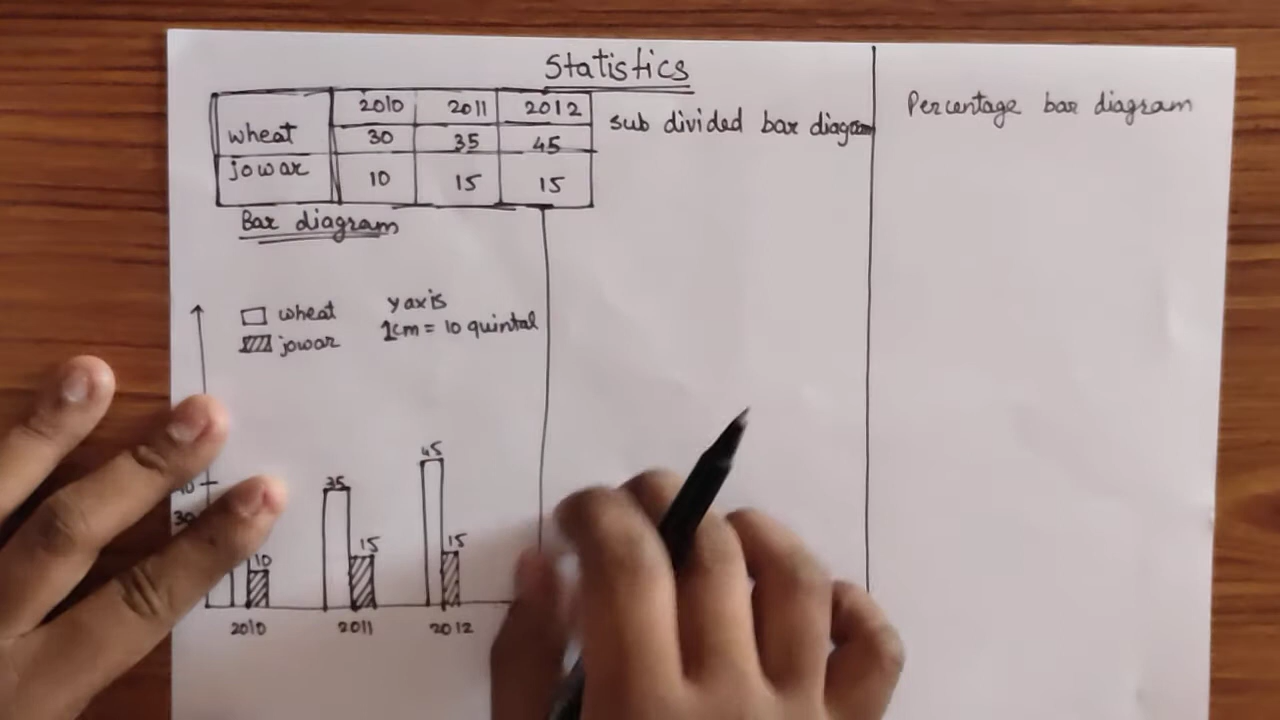 Statistics
2010 2011 2012
wheat 30 35 45
jowar 10 15 15
Bar diagram
wheat
jowar
y axis
1cm = 10 quintal
45
35
30
15 15
10
2010 2011 2012
sub divided bar diagram
Percentage bar diagram